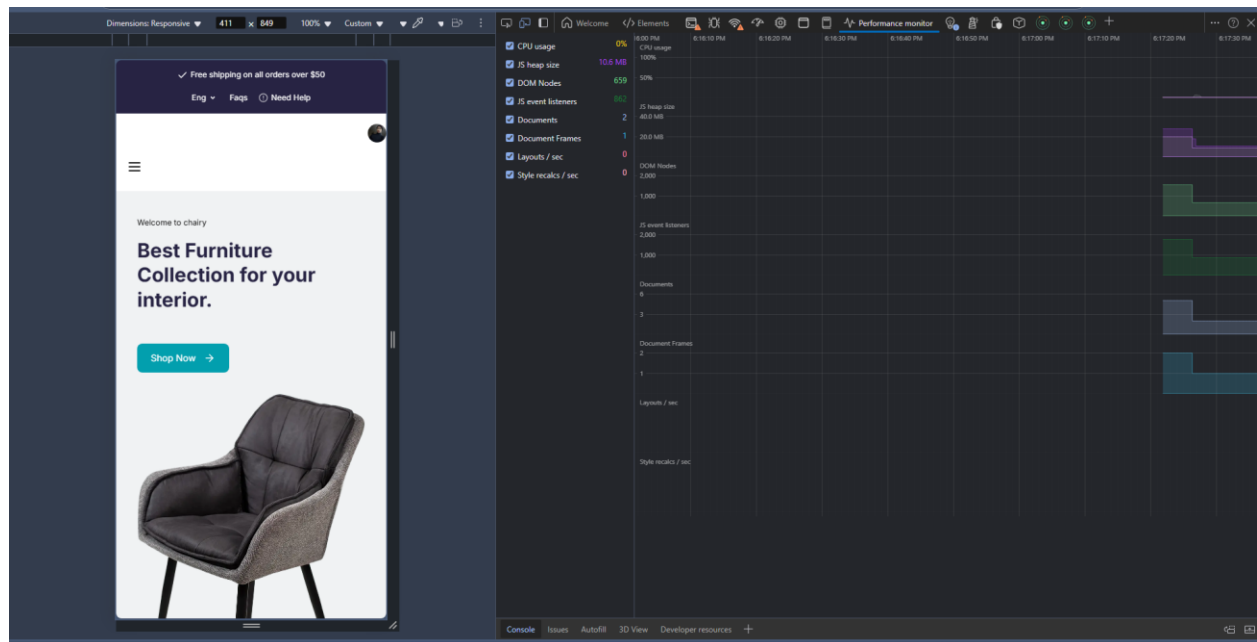 Dimensions: Responsive ▼ 411 x 849 100% ▼ Custom ▼
Welcome </> Elements Performance monitor
Free shipping on all orders over $50
Eng Faqs Need Help
Welcome to chairy
Best Furniture
Collection for your
interior.
Shop Now →
CPU usage 0%
JS heap size 10.6 MB
DOM Nodes 659
JS event listeners 862
Documents 2
Document Frames 1
Layouts / sec 0
Style recalcs / sec 0
6:18:10 PM 6:18:20 PM 6:18:30 PM 6:18:40 PM 6:18:50 PM 6:17:00 PM 6:17:10 PM 6:17:20 PM 6:17:30 PM
CPU usage
100%
50%
JS heap size
40.0 MB
20.0 MB
DOM Nodes
2,000
1,000
JS event listeners
2,000
1,000
Documents
6
3
Document Frames
2
1
Layouts / sec
Style recalcs / sec
Console Issues Autofill 3D View Developer resources